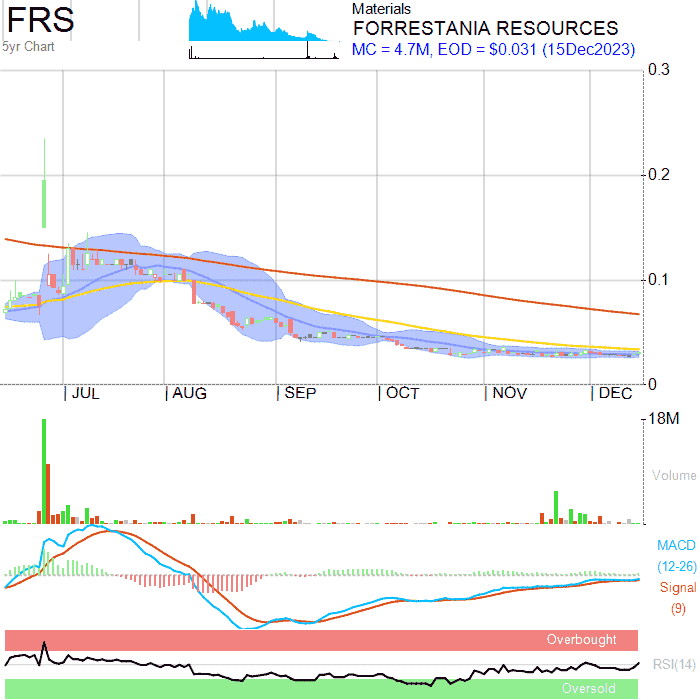 FRS
5yr Chart
Materials
FORRESTANIA RESOURCES
MC = 4.7M, EOD = $0.031 (15Dec2023)
0.3
0.2
0.1
0
JUL AUG SEP OCT NOV DEC
18M
Volume
MACD
(12-26)
Signal
(9)
Overbought
RSI(14)
Oversold